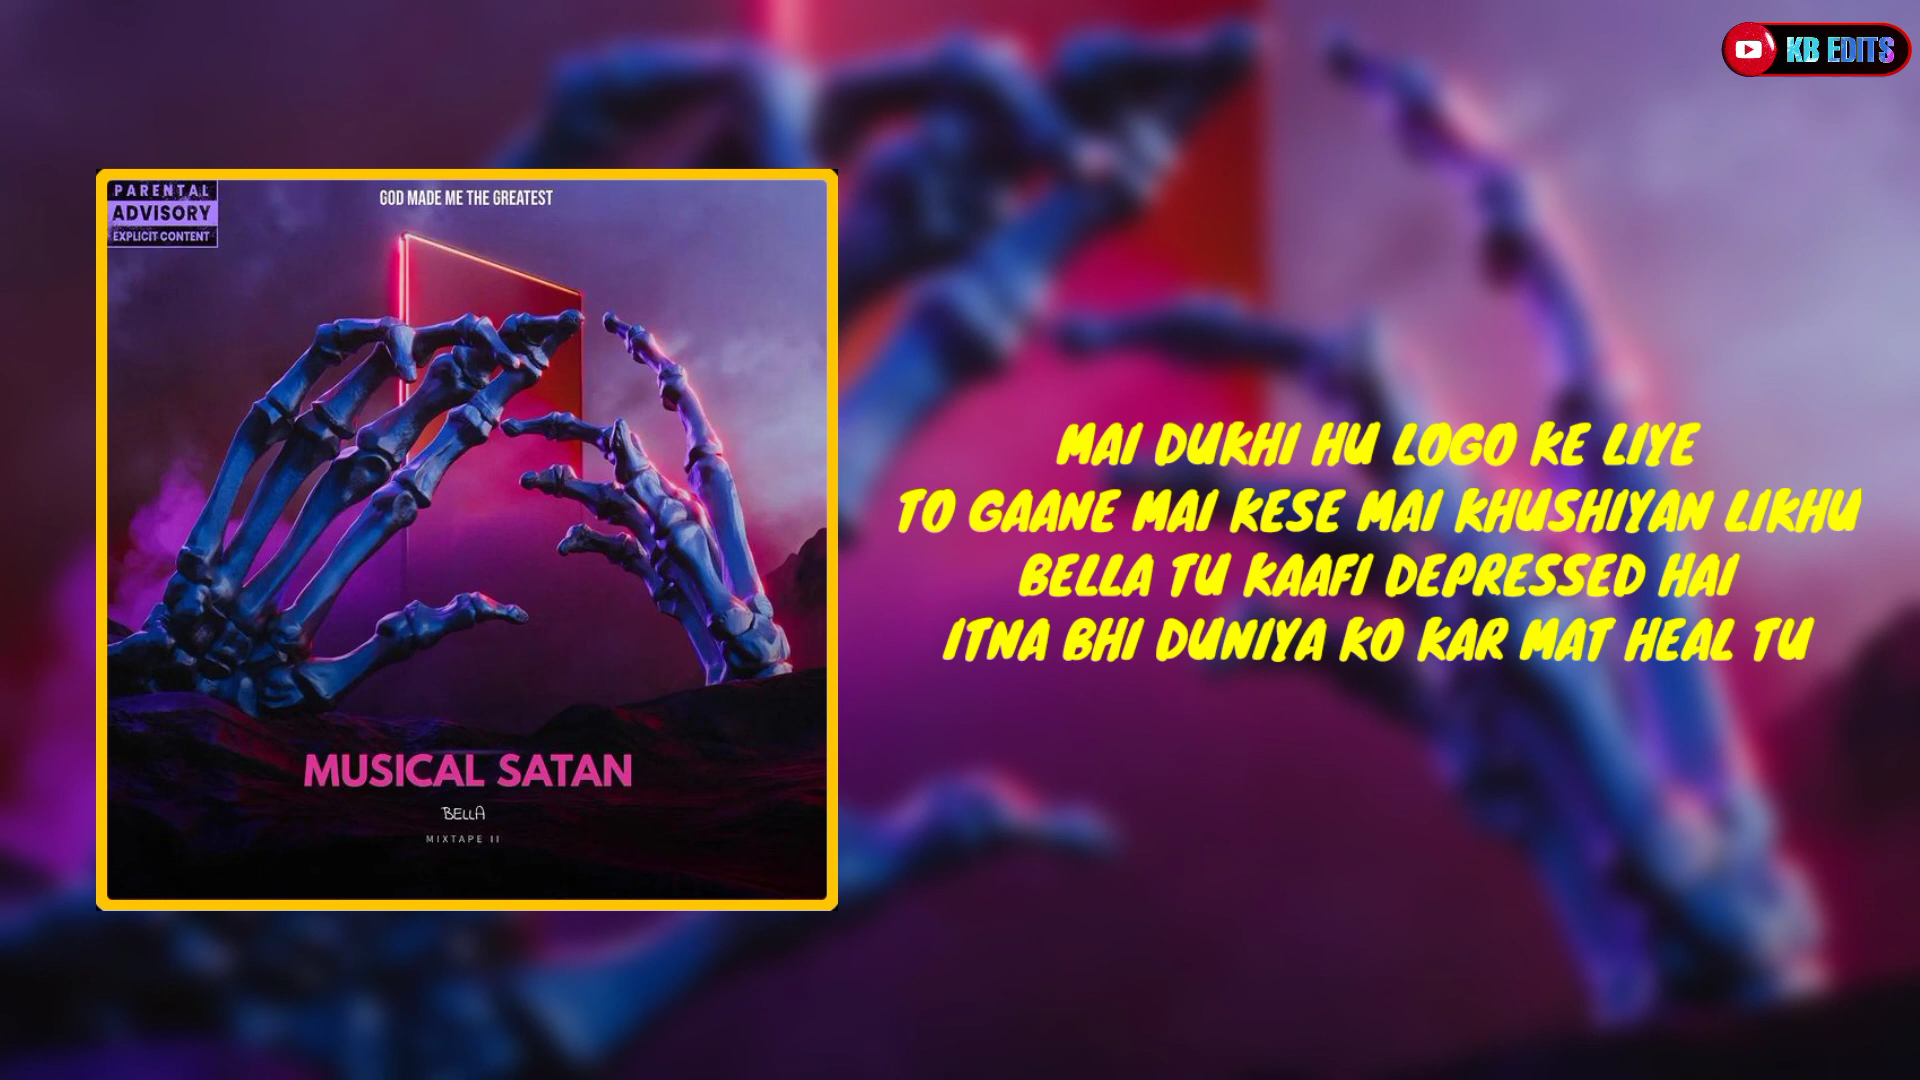 KB EDITS
PARENTAL
ADVISORY
EXPLICIT CONTENT
GOD MADE ME THE GREATEST
MUSICAL SATAN
BELLA
MIXTAPE II
MAI DUKHI HU LOGO KE LIYE
TO GAANE MAI KESE MAI KHUSHIYAN LIKHU
BELLA TU KAAFI DEPRESSED HAI
ITNA BHI DUNIYA KO KAR MAT HEAL TU